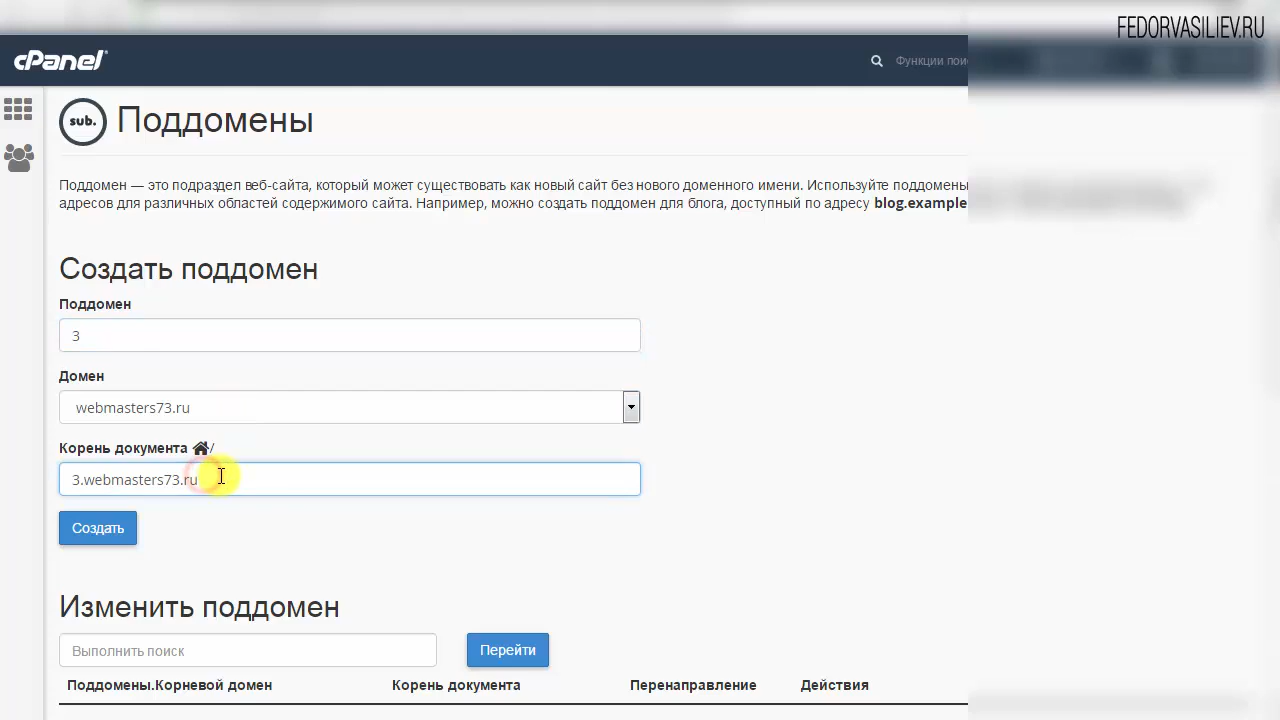 FEDORVASILIEV.RU
cPanel®
Функции пои
sub.
Поддомены
Поддомен — это подраздел веб-сайта, который может существовать как новый сайт без нового доменного имени. Используйте поддомены
адресов для различных областей содержимого сайта. Например, можно создать поддомен для блога, доступный по адресу blog.example
Создать поддомен
Поддомен
3
Домен
webmasters73.ru
Корень документа /
3.webmasters73.ru
Создать
Изменить поддомен
Выполнить поиск
Перейти
Поддомены.Корневой домен Корень документа Перенаправление Действия